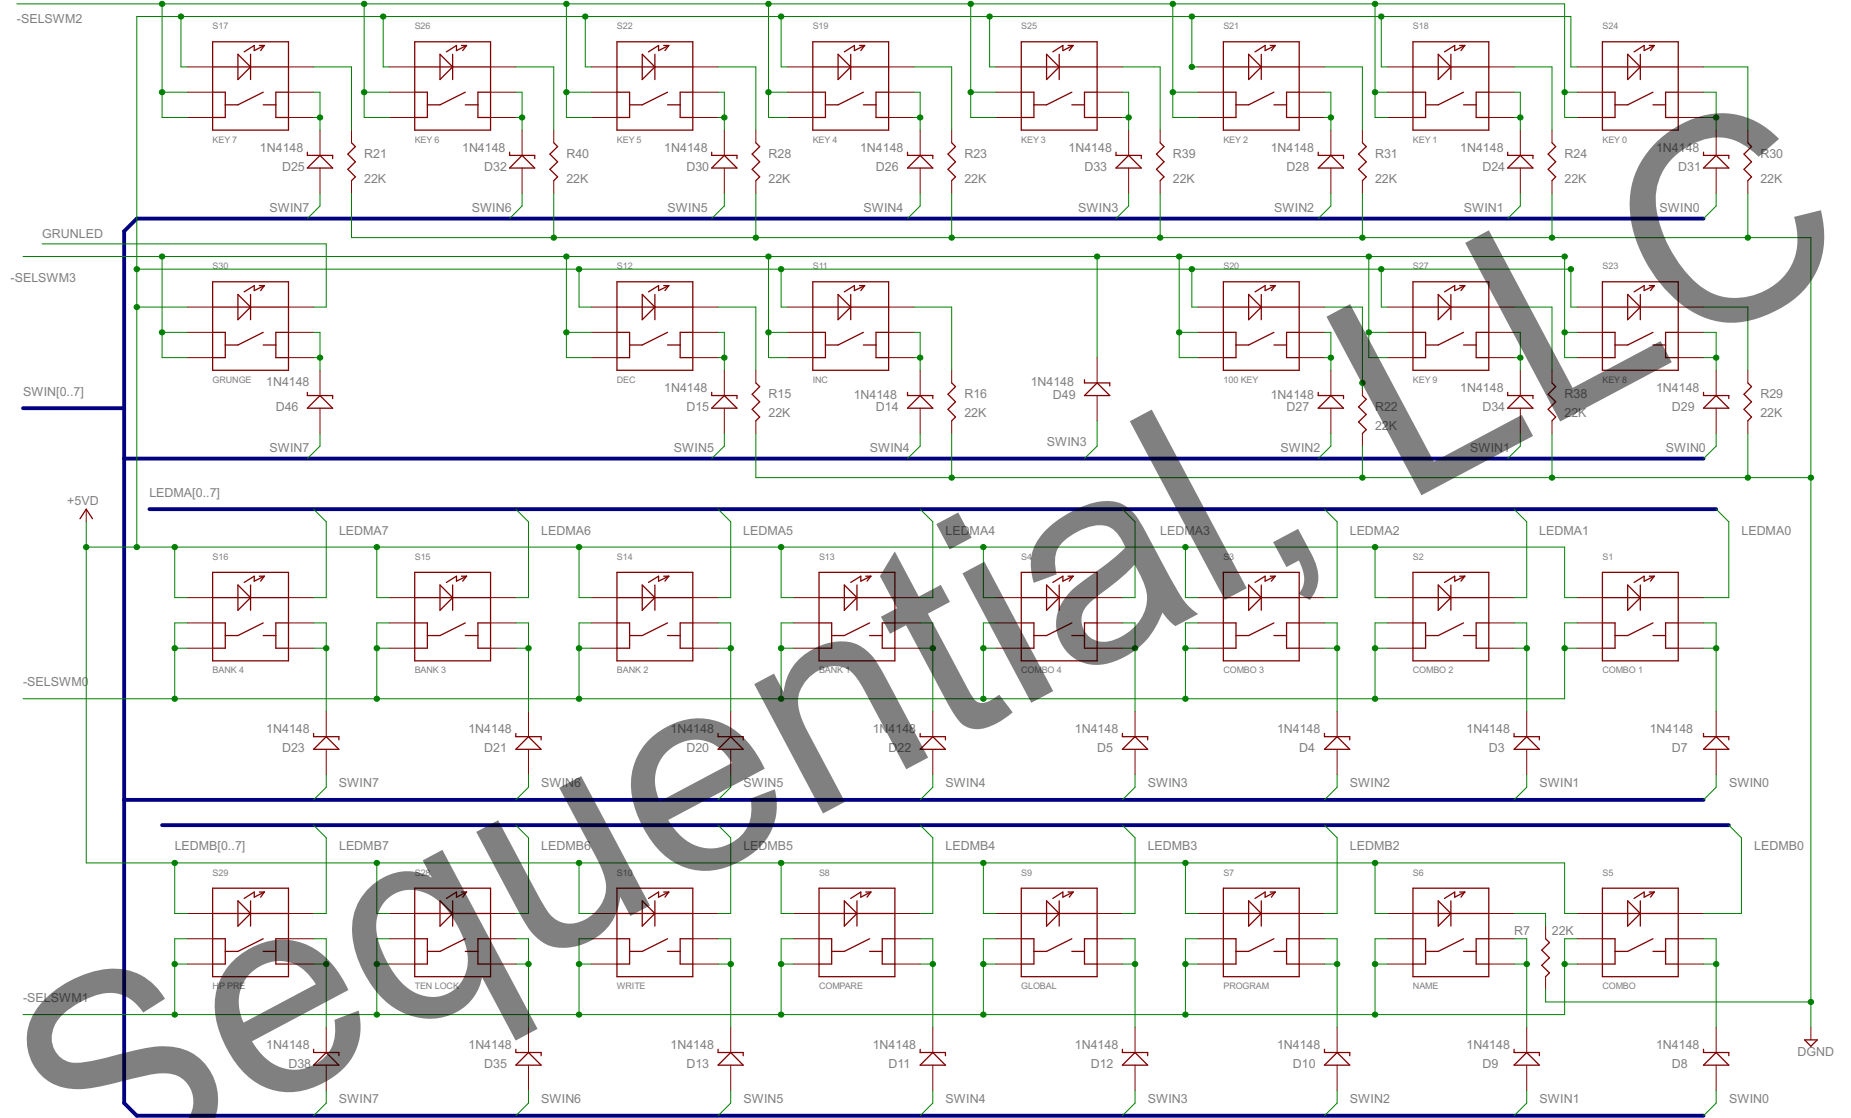 -SELSWM2
S17 S26 S22 S19 S25 S21 S18 S24
KEY 7 KEY 6 KEY 5 KEY 4 KEY 3 KEY 2 KEY 1 KEY 0
1N4148 R21 1N4148 R40 1N4148 R28 1N4148 R23 1N4148 R39 1N4148 R31 1N4148 R24 1N4148 R30
D25 22K D32 22K D30 22K D26 22K D33 22K D28 22K D24 22K D31 22K
SWIN7 SWIN6 SWIN5 SWIN4 SWIN3 SWIN2 SWIN1 SWIN0
GRUNLED
-SELSWM3
S30 S12 S11 S20 S27 S23
GRUNGE DEC INC 100 KEY KEY 9 KEY 8
SWIN[0..7]
1N4148 1N4148 R15 1N4148 R16 1N4148 1N4148 R22 1N4148 R38 1N4148 R29
D46 D15 22K D14 22K D49 D27 22K D34 22K D29 22K
SWIN7 SWIN5 SWIN4 SWIN3 SWIN2 SWIN1 SWIN0
+5VD
LEDMA[0..7]
LEDMA7 LEDMA6 LEDMA5 LEDMA4 LEDMA3 LEDMA2 LEDMA1 LEDMA0
S16 S15 S14 S13 S4 S3 S2 S1
BANK 4 BANK 3 BANK 2 BANK 1 COMBO 4 COMBO 3 COMBO 2 COMBO 1
-SELSWM0
1N4148 1N4148 1N4148 1N4148 1N4148 1N4148 1N4148 1N4148
D23 D21 D20 D22 D5 D4 D3 D7
SWIN7 SWIN6 SWIN5 SWIN4 SWIN3 SWIN2 SWIN1 SWIN0
LEDMB[0..7] LEDMB7 LEDMB6 LEDMB5 LEDMB4 LEDMB3 LEDMB2 LEDMB0
S29 S28 S10 S8 S9 S7 S6 S5
R7 22K
HP PRE TEN LOCK WRITE COMPARE GLOBAL PROGRAM NAME COMBO
-SELSWM1
1N4148 1N4148 1N4148 1N4148 1N4148 1N4148 1N4148 1N4148
D38 D35 D13 D11 D12 D10 D9 D8
DGND
SWIN7 SWIN6 SWIN5 SWIN4 SWIN3 SWIN2 SWIN1 SWIN0
Sequential, LLC